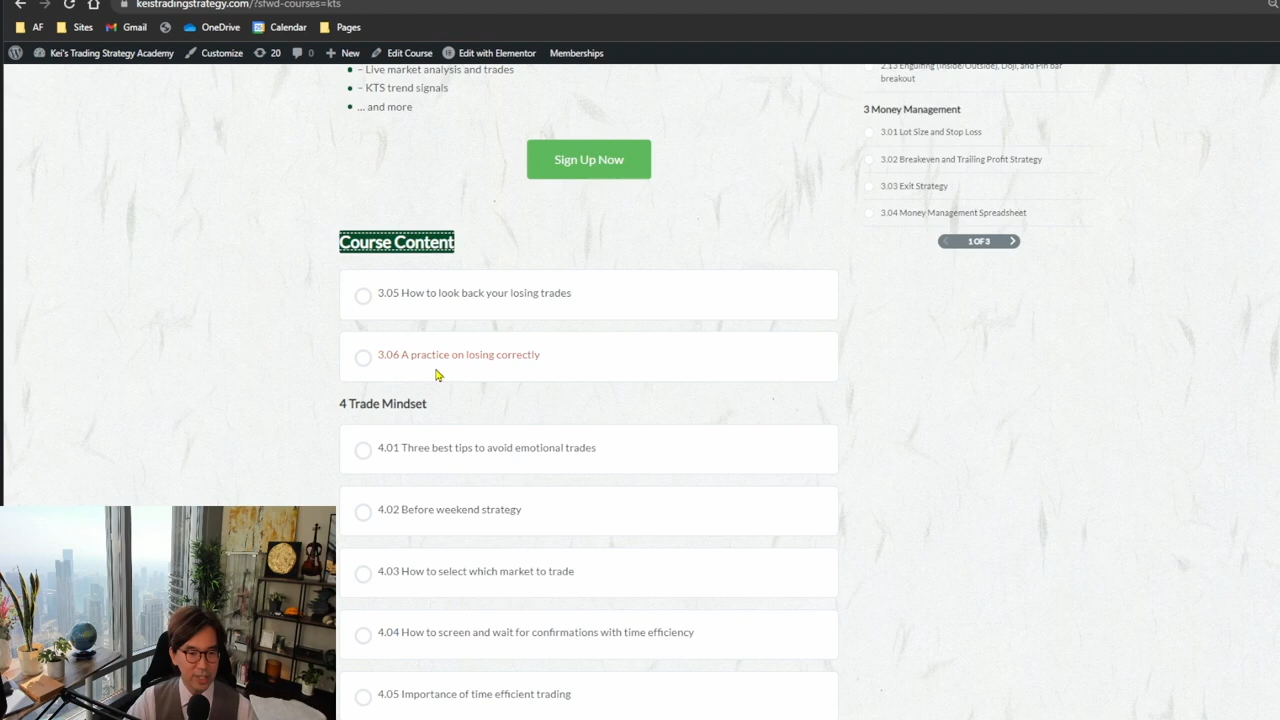 keistradingstrategy.com/?sfwd-courses=kts
AF
Sites
Gmail
OneDrive
Calendar
Pages
Kei's Trading Strategy Academy
Customize
20
0
New
Edit Course
Edit with Elementor
Memberships
– Live market analysis and trades
– KTS trend signals
... and more
Sign Up Now
Course Content
3.05 How to look back your losing trades
3.06 A practice on losing correctly
4 Trade Mindset
4.01 Three best tips to avoid emotional trades
4.02 Before weekend strategy
4.03 How to select which market to trade
4.04 How to screen and wait for confirmations with time efficiency
4.05 Importance of time efficient trading
2.13 Engulfing (Inside/Outside), Doji, and Pin bar
breakout
3 Money Management
3.01 Lot Size and Stop Loss
3.02 Breakeven and Trailing Profit Strategy
3.03 Exit Strategy
3.04 Money Management Spreadsheet
1 OF 3